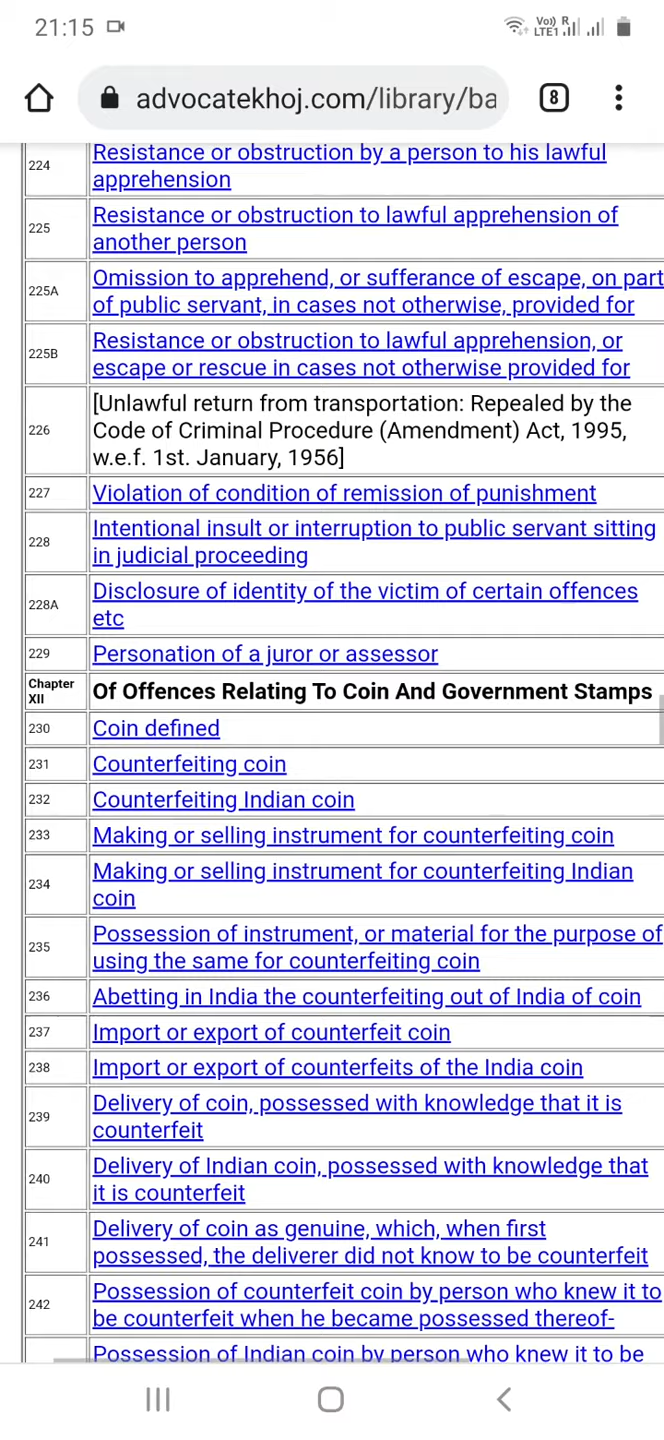 21:15
Vo)) R
LTE1
advocatekhoj.com/library/ba
8
224
Resistance or obstruction by a person to his lawful
apprehension
225
Resistance or obstruction to lawful apprehension of
another person
225A
Omission to apprehend, or sufferance of escape, on part
of public servant, in cases not otherwise, provided for
225B
Resistance or obstruction to lawful apprehension, or
escape or rescue in cases not otherwise provided for
226
[Unlawful return from transportation: Repealed by the
Code of Criminal Procedure (Amendment) Act, 1995,
w.e.f. 1st. January, 1956]
227
Violation of condition of remission of punishment
228
Intentional insult or interruption to public servant sitting
in judicial proceeding
228A
Disclosure of identity of the victim of certain offences
etc
229
Personation of a juror or assessor
Chapter
XII
Of Offences Relating To Coin And Government Stamps
230
Coin defined
231
Counterfeiting coin
232
Counterfeiting Indian coin
233
Making or selling instrument for counterfeiting coin
234
Making or selling instrument for counterfeiting Indian
coin
235
Possession of instrument, or material for the purpose of
using the same for counterfeiting coin
236
Abetting in India the counterfeiting out of India of coin
237
Import or export of counterfeit coin
238
Import or export of counterfeits of the India coin
239
Delivery of coin, possessed with knowledge that it is
counterfeit
240
Delivery of Indian coin, possessed with knowledge that
it is counterfeit
241
Delivery of coin as genuine, which, when first
possessed, the deliverer did not know to be counterfeit
242
Possession of counterfeit coin by person who knew it to
be counterfeit when he became possessed thereof-
Possession of Indian coin by person who knew it to be